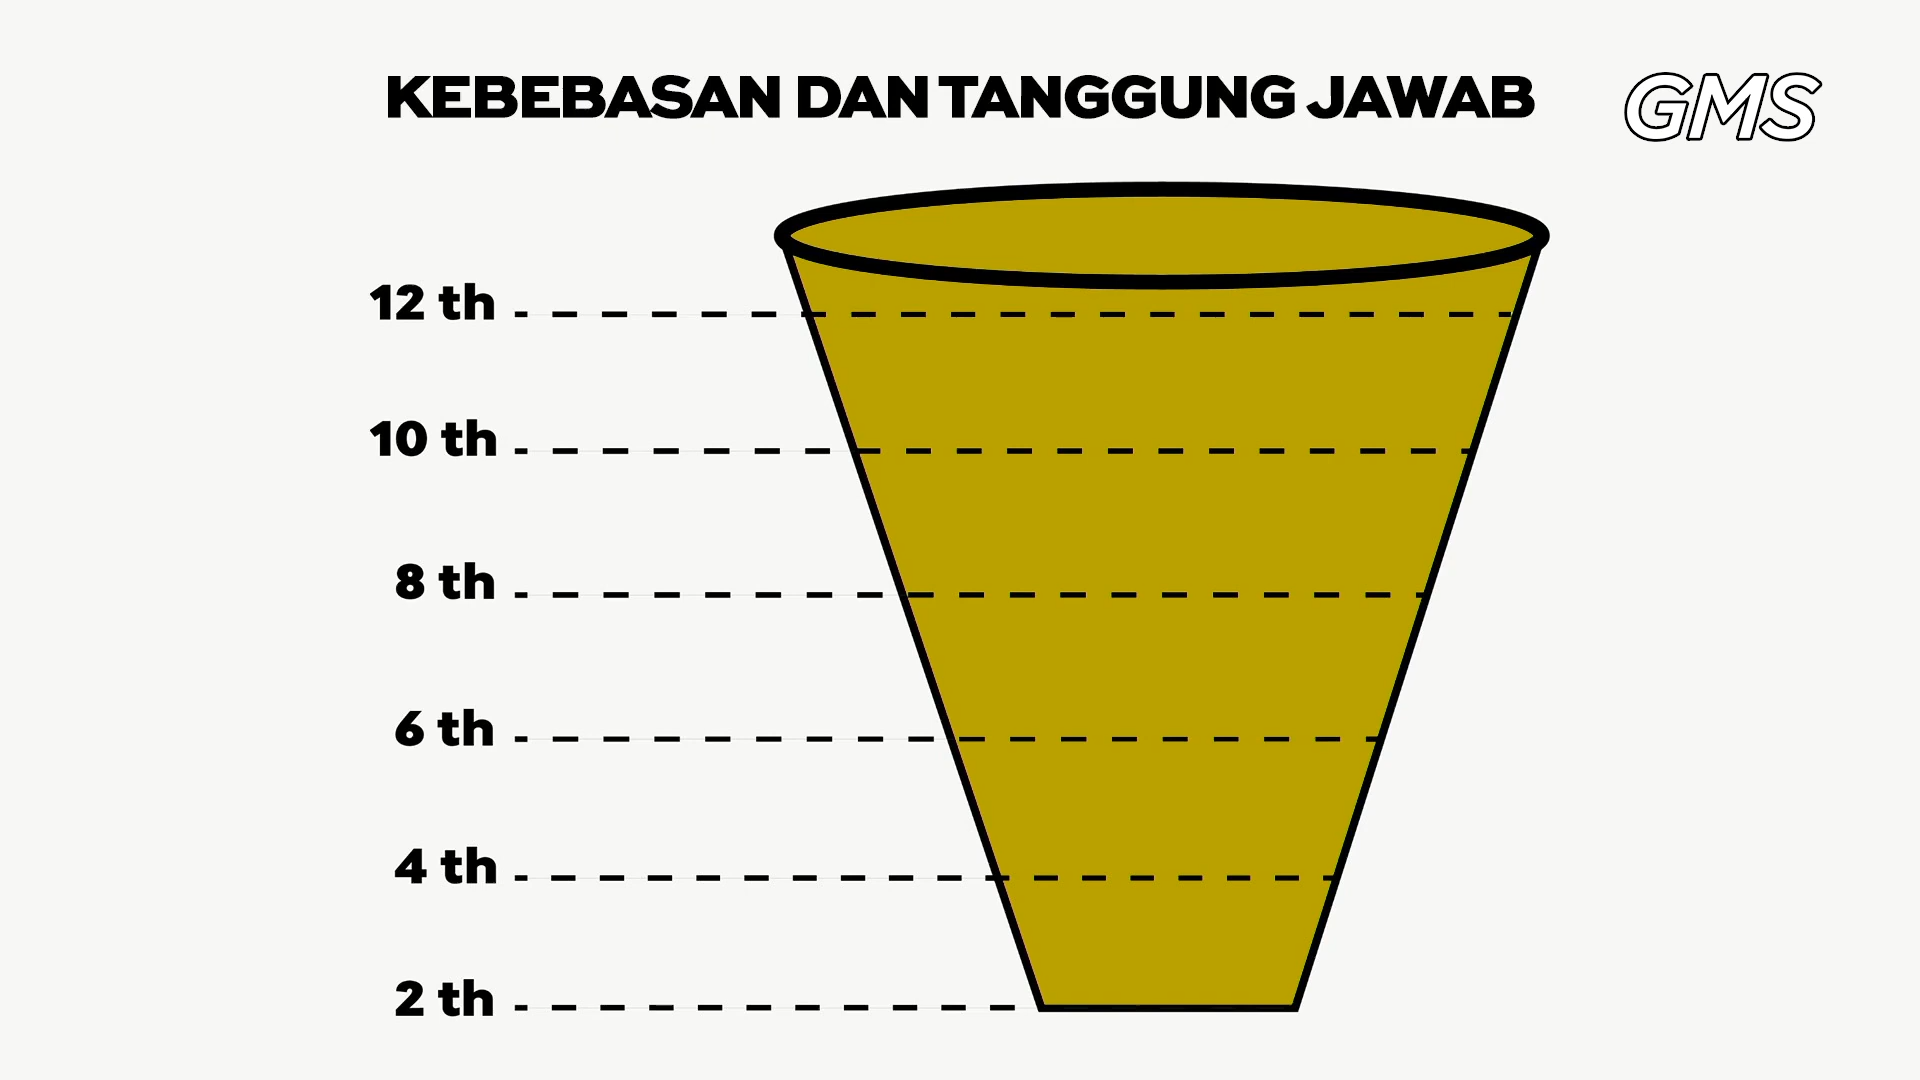 KEBEBASAN DAN TANGGUNG JAWAB
GMS
12 th
10 th
8 th
6 th
4 th
2 th